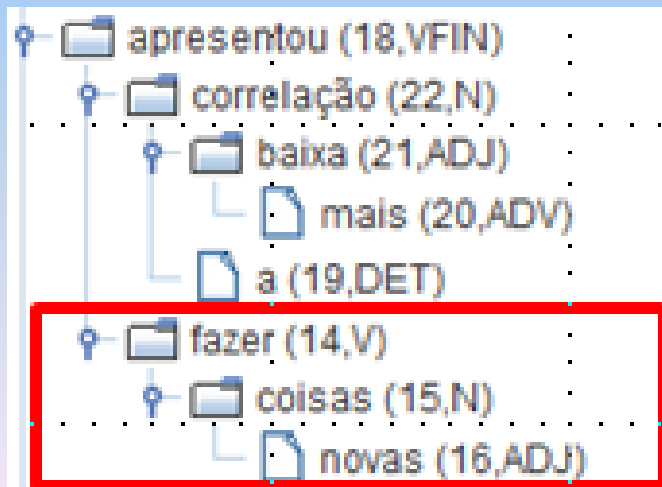 apresentou (18,VFIN)
correlação (22,N)
baixa (21,ADJ)
mais (20,ADV)
a (19,DET)
fazer (14,V)
coisas (15,N)
novas (16,ADJ)